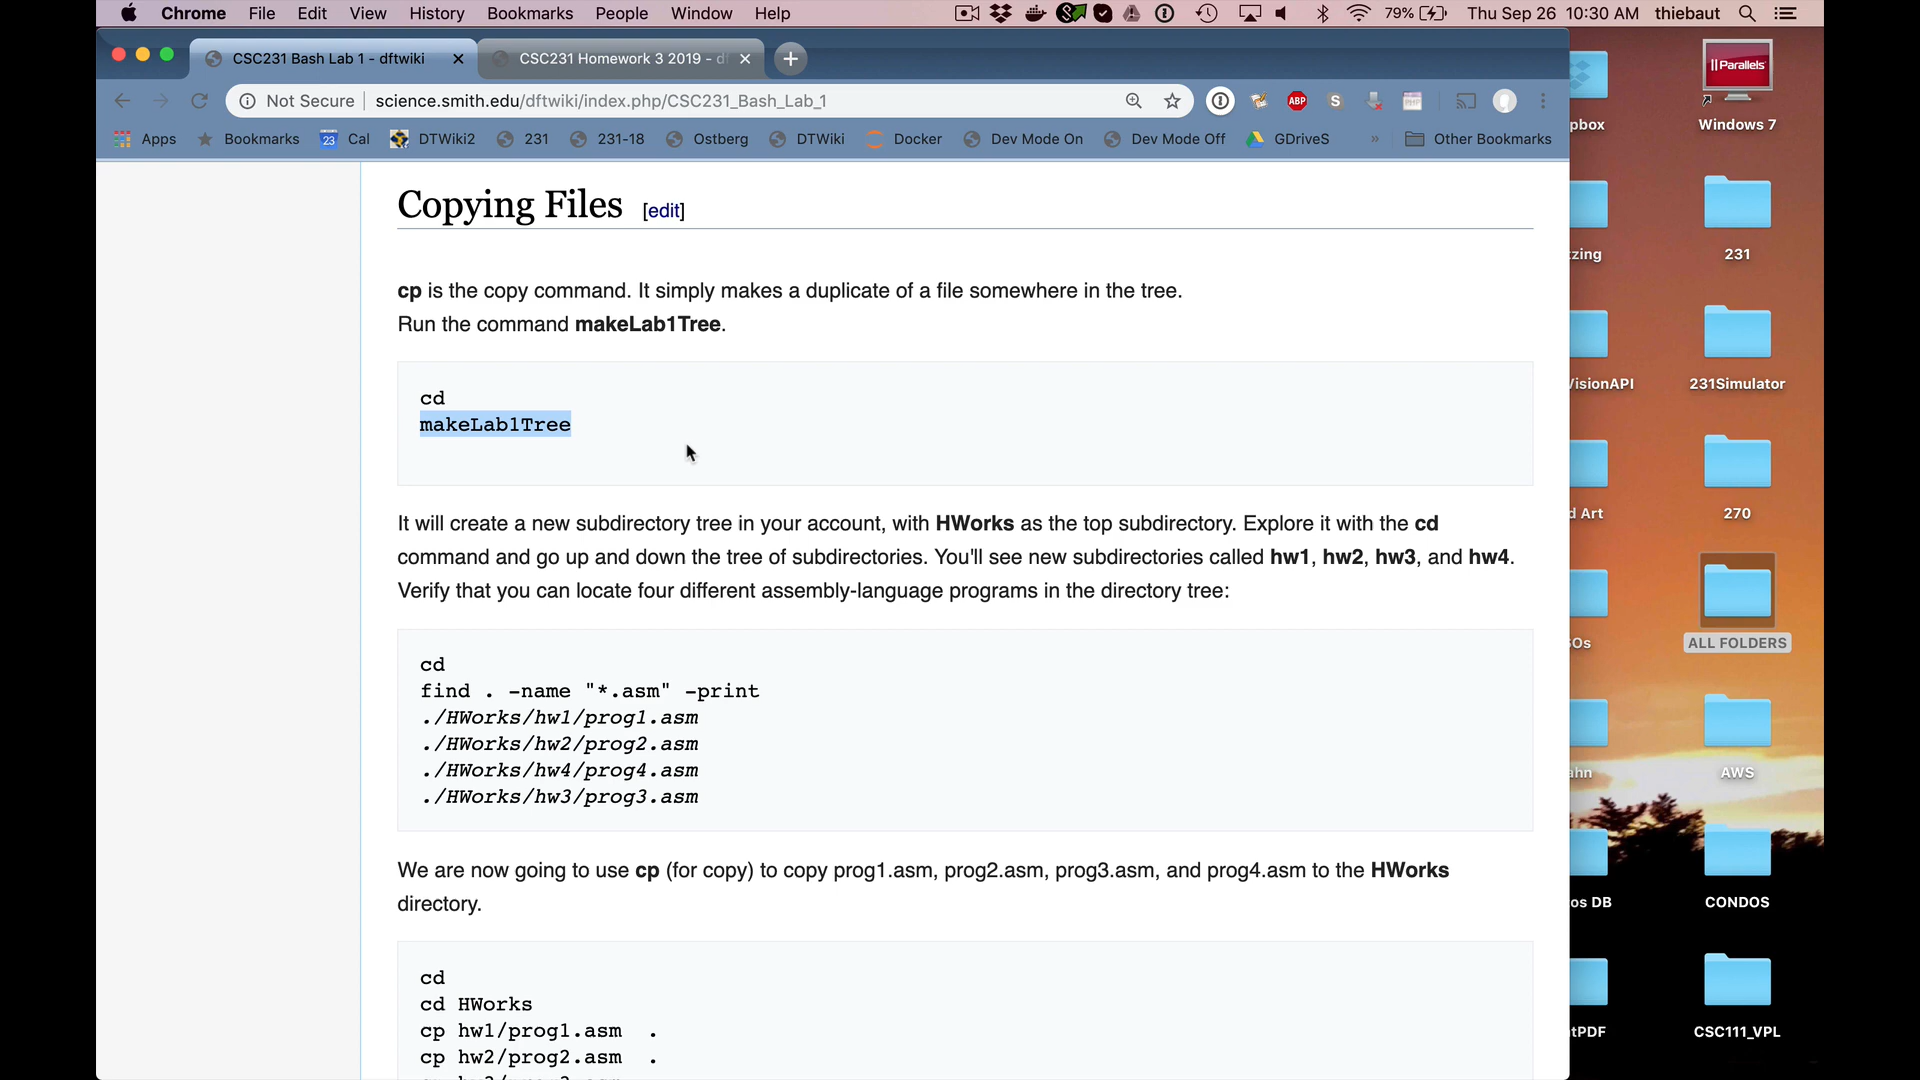 Chrome File Edit View History Bookmarks People Window Help 79% Thu Sep 26 10:30 AM thiebaut
CSC231 Bash Lab 1 - dftwiki CSC231 Homework 3 2019 - df
Not Secure science.smith.edu/dftwiki/index.php/CSC231_Bash_Lab_1 ABP S
Apps Bookmarks 23 Cal DTWiki2 231 231-18 Ostberg DTWiki Docker Dev Mode On Dev Mode Off GDriveS » Other Bookmarks
Copying Files [edit]
cp is the copy command. It simply makes a duplicate of a file somewhere in the tree.
Run the command makeLab1Tree.
cd
makeLab1Tree
It will create a new subdirectory tree in your account, with HWorks as the top subdirectory. Explore it with the cd
command and go up and down the tree of subdirectories. You'll see new subdirectories called hw1, hw2, hw3, and hw4.
Verify that you can locate four different assembly-language programs in the directory tree:
cd
find . -name "*.asm" -print
./HWorks/hw1/prog1.asm
./HWorks/hw2/prog2.asm
./HWorks/hw4/prog4.asm
./HWorks/hw3/prog3.asm
We are now going to use cp (for copy) to copy prog1.asm, prog2.asm, prog3.asm, and prog4.asm to the HWorks
directory.
cd
cd HWorks
cp hw1/prog1.asm .
cp hw2/prog2.asm .
Parallels
pbox Windows 7
zing 231
VisionAPI 231Simulator
d Art 270
SOs ALL FOLDERS
ahn AWS
os DB CONDOS
tPDF CSC111_VPL